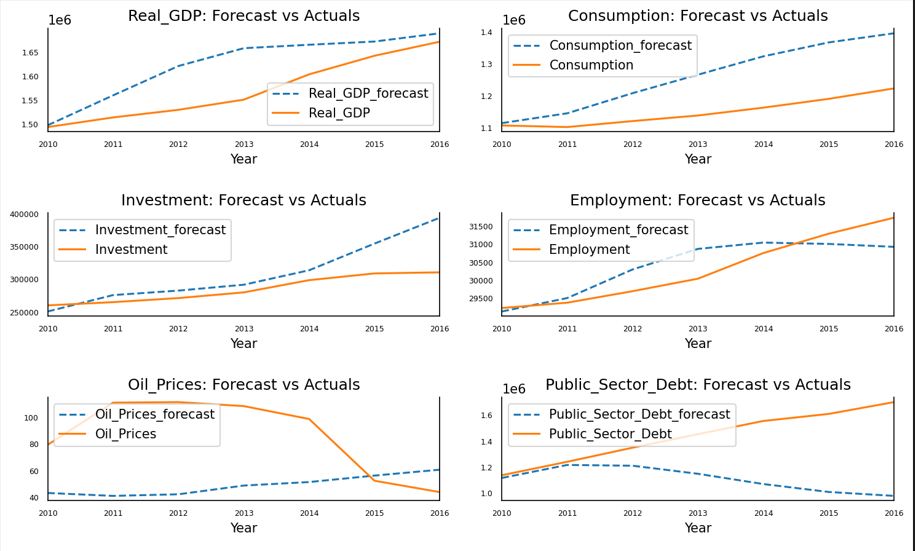 Real_GDP: Forecast vs Actuals
1e6
1.65
1.60
1.55
1.50
Real_GDP_forecast
Real_GDP
2010 2011 2012 2013 2014 2015 2016
Year
Consumption: Forecast vs Actuals
1e6
1.4
1.3
1.2
1.1
Consumption_forecast
Consumption
2010 2011 2012 2013 2014 2015 2016
Year
Investment: Forecast vs Actuals
400000
350000
300000
250000
Investment_forecast
Investment
2010 2011 2012 2013 2014 2015 2016
Year
Employment: Forecast vs Actuals
31500
31000
30500
30000
29500
Employment_forecast
Employment
2010 2011 2012 2013 2014 2015 2016
Year
Oil_Prices: Forecast vs Actuals
100
80
60
40
Oil_Prices_forecast
Oil_Prices
2010 2011 2012 2013 2014 2015 2016
Year
Public_Sector_Debt: Forecast vs Actuals
1e6
1.6
1.4
1.2
1.0
Public_Sector_Debt_forecast
Public_Sector_Debt
2010 2011 2012 2013 2014 2015 2016
Year